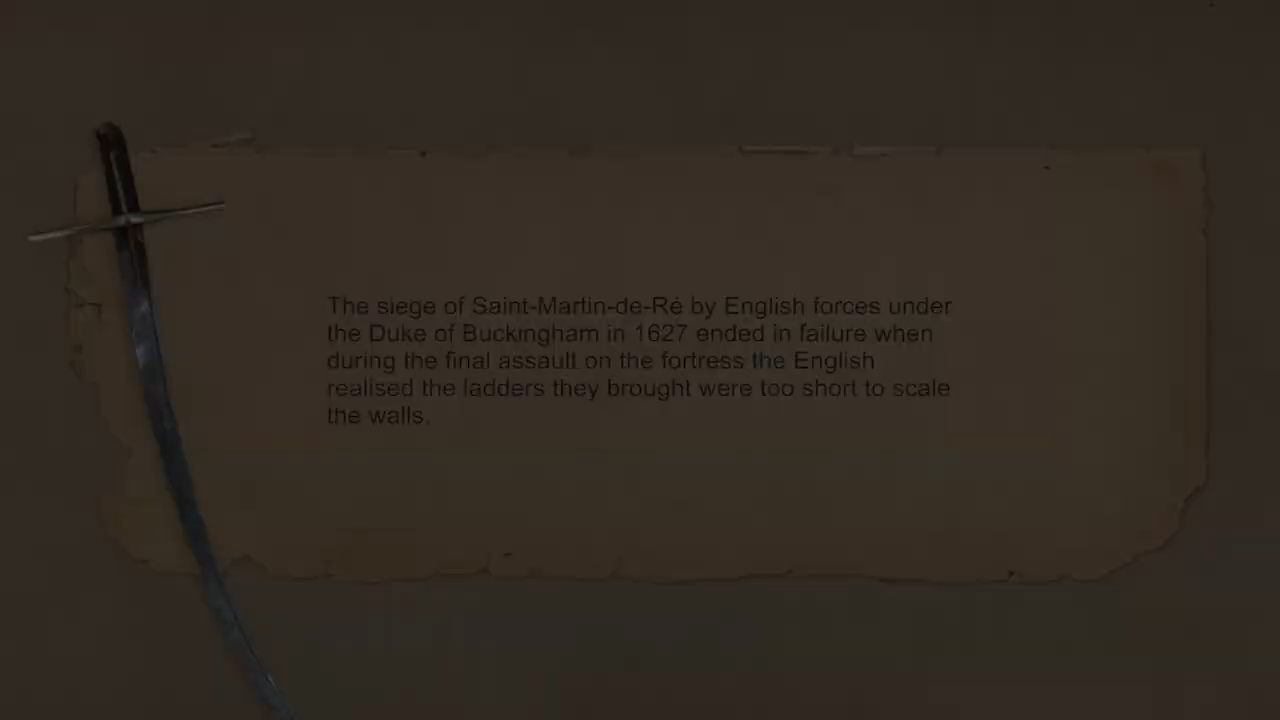 The siege of Saint-Martin-de-Ré by English forces under
the Duke of Buckingham in 1627 ended in failure when
during the final assault on the fortress the English
realised the ladders they brought were too short to scale
the walls.